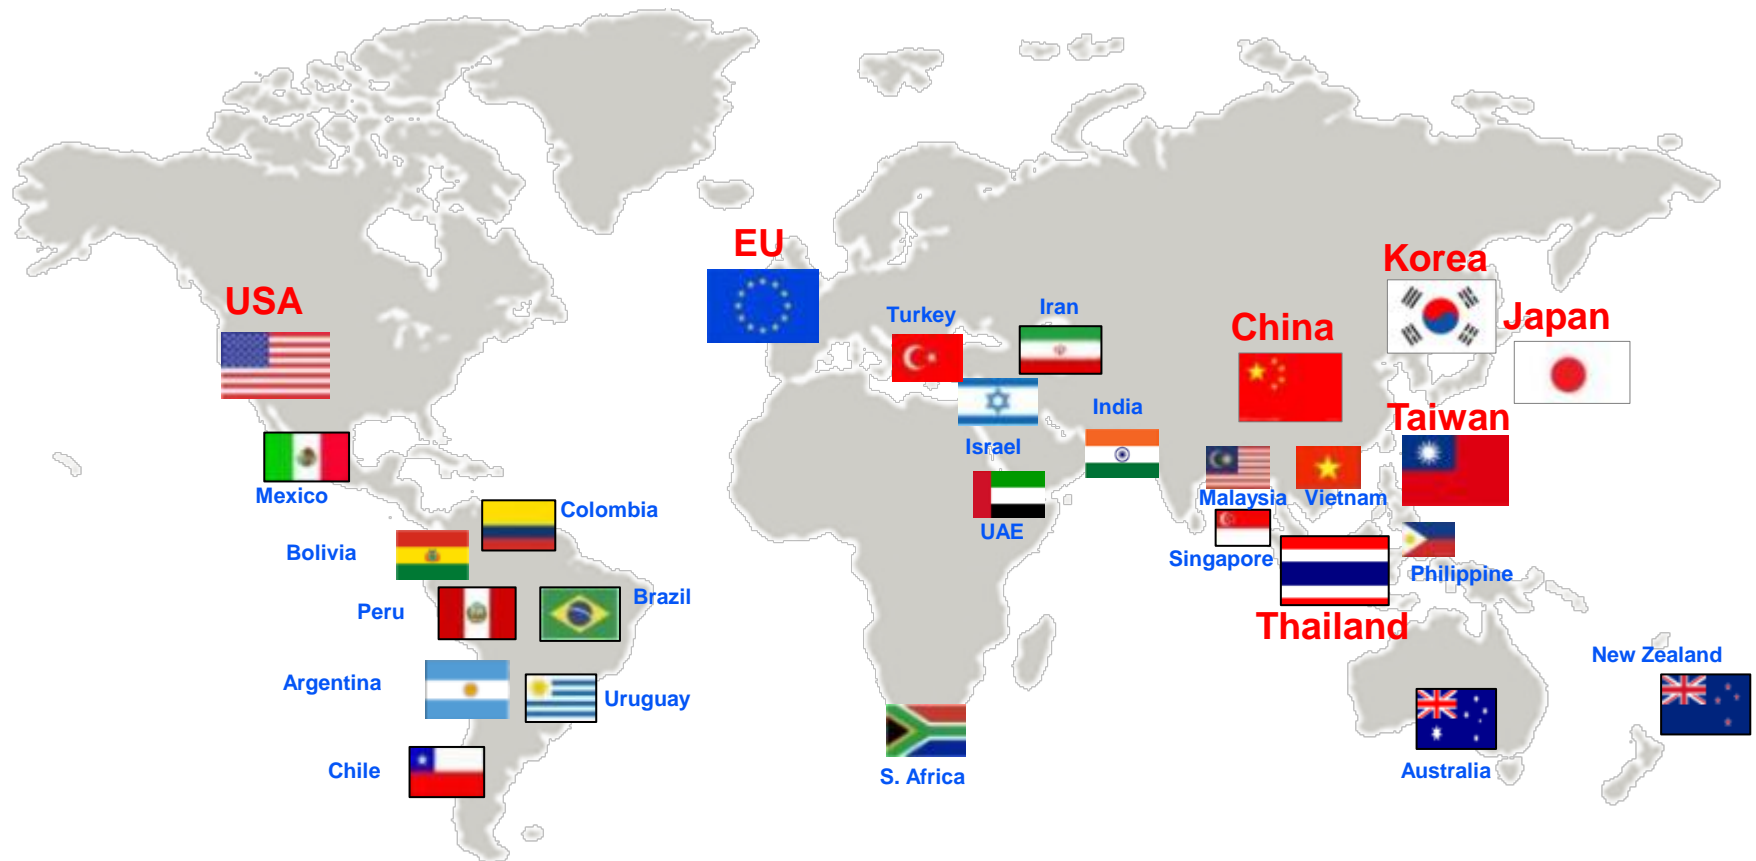 EU
Korea
USA
Japan
Turkey
Iran
China
India
Taiwan
Israel
Mexico
Malaysia
Vietnam
Colombia
UAE
Bolivia
Singapore
Philippine
Peru
Brazil
Thailand
New Zealand
Argentina
Uruguay
Chile
S. Africa
Australia